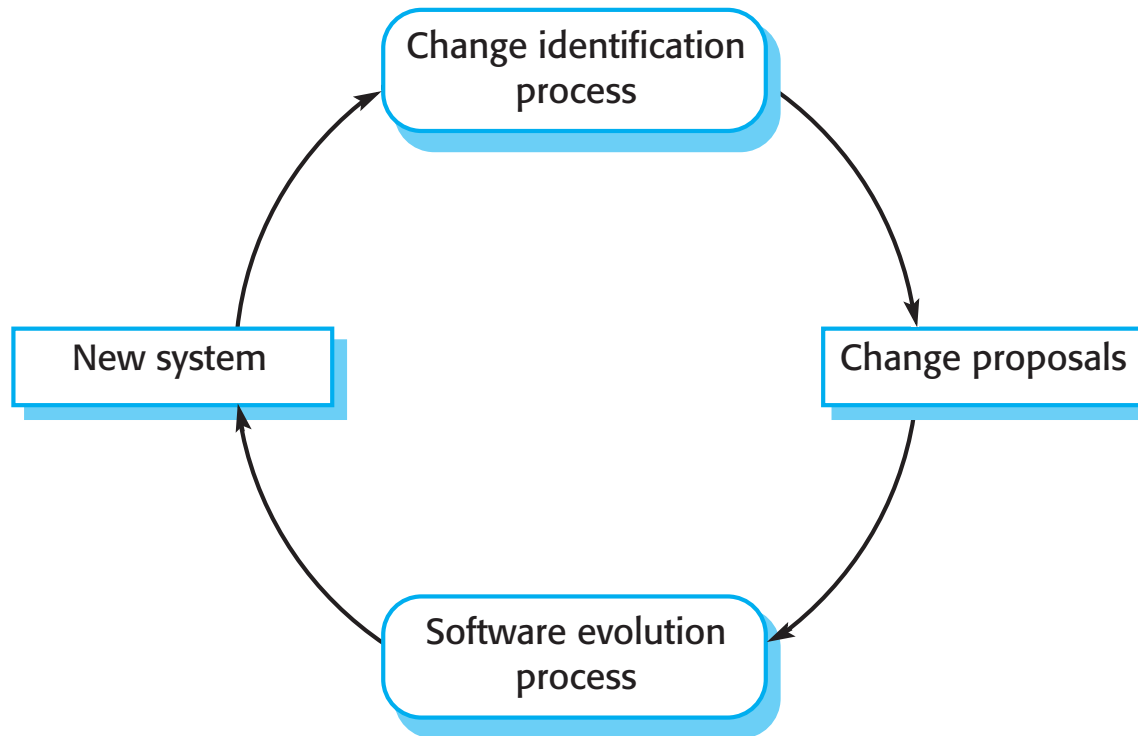 Change identification
process
New system
Change proposals
Software evolution
process